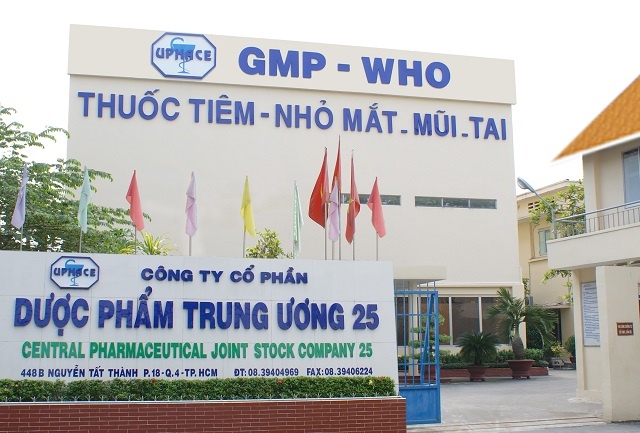 UPHACE
GMP - WHO
THUỐC TIÊM - NHỎ MẮT - MŨI - TAI
UPHACE
CÔNG TY CỔ PHẦN
DƯỢC PHẨM TRUNG ƯƠNG 25
CENTRAL PHARMACEUTICAL JOINT STOCK COMPANY 25
448B NGUYỄN TẤT THÀNH P.18-Q.4-TP.HCM ĐT: 08.39404969 FAX:08.39406224